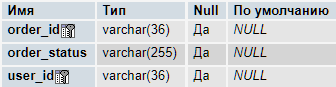 Имя Тип Null По умолчанию
order_id varchar(36) Да NULL
order_status varchar(255) Да NULL
user_id varchar(36) Да NULL